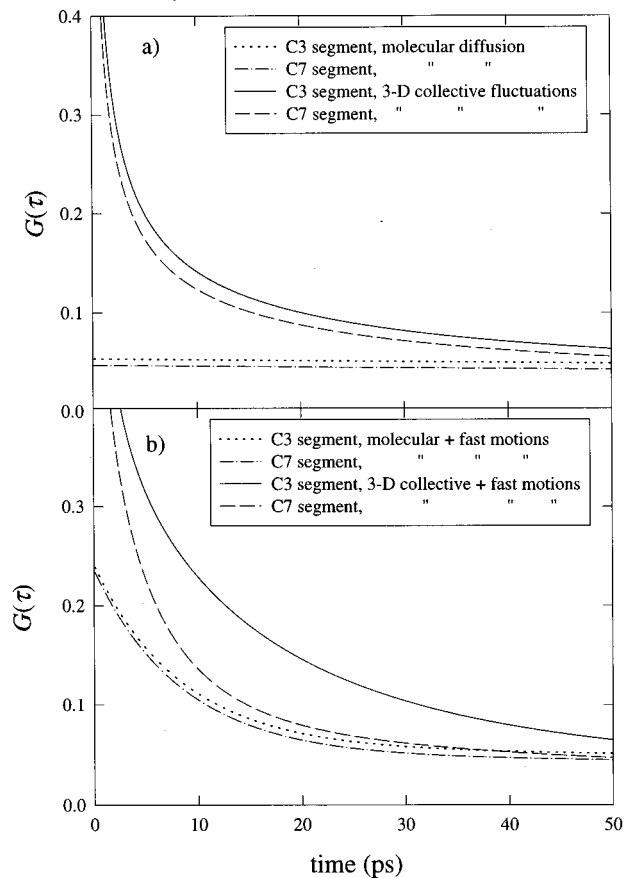 0.4
a)
C3 segment, molecular diffusion
C7 segment, " "
C3 segment, 3-D collective fluctuations
C7 segment, " " "
0.3
G(τ)
0.2
0.1
0.0
b)
C3 segment, molecular + fast motions
C7 segment, " " "
C3 segment, 3-D collective + fast motions
C7 segment, " " "
0.3
G(τ)
0.2
0.1
0.0
0 10 20 30 40 50
time (ps)